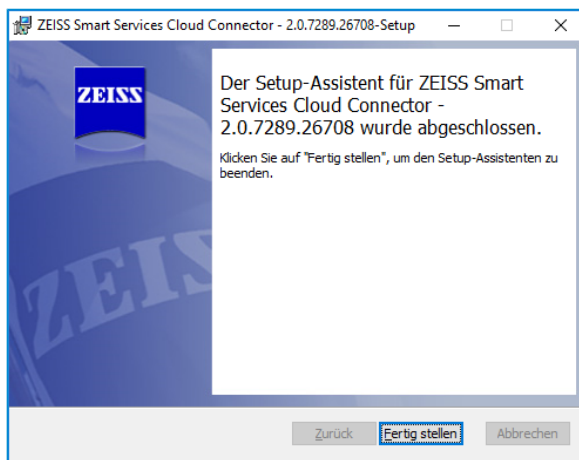 ZEISS Smart Services Cloud Connector - 2.0.7289.26708-Setup
ZEISS
Der Setup-Assistent für ZEISS Smart
Services Cloud Connector -
2.0.7289.26708 wurde abgeschlossen.
Klicken Sie auf "Fertig stellen", um den Setup-Assistenten zu
beenden.
ZEISS
Zurück
Fertig stellen
Abbrechen